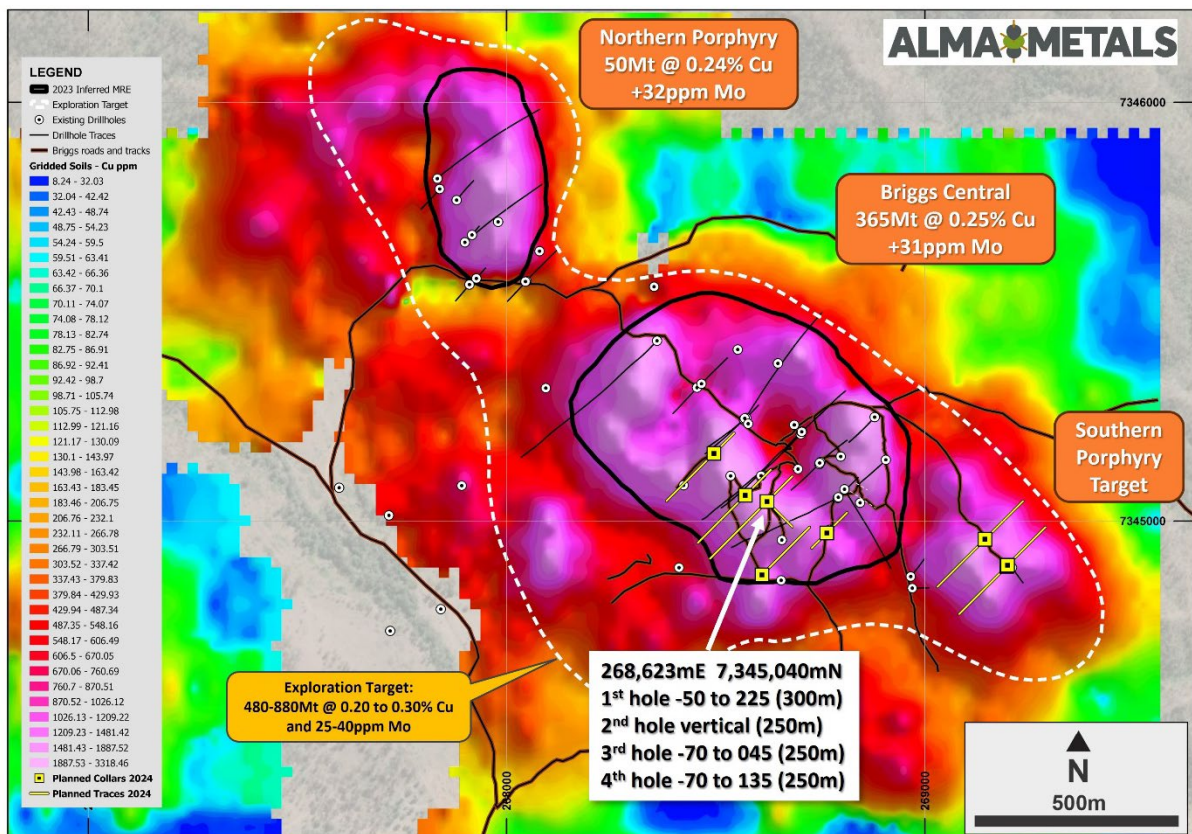 ALMA METALS
Northern Porphyry
50Mt @ 0.24% Cu
+32ppm Mo
7346000
LEGEND
2023 Inferred MRE
Exploration Target
Existing Drillholes
Drillhole Traces
Briggs roads and tracks
Gridded Soils - Cu ppm
8.24 - 32.03
32.04 - 42.42
42.43 - 48.74
48.75 - 54.23
54.24 - 59.5
59.51 - 63.41
63.42 - 66.36
66.37 - 70.1
70.11 - 74.07
74.08 - 78.12
78.13 - 82.74
82.75 - 86.91
86.92 - 92.41
92.42 - 98.7
98.71 - 105.74
105.75 - 112.98
112.99 - 121.16
121.17 - 130.09
130.1 - 143.97
143.98 - 163.42
163.43 - 183.45
183.46 - 206.75
206.76 - 232.1
232.11 - 266.78
266.79 - 303.51
303.52 - 337.42
337.43 - 379.83
379.84 - 429.93
429.94 - 487.34
487.35 - 548.16
548.17 - 606.49
606.5 - 670.05
670.06 - 760.69
760.7 - 870.51
870.52 - 1026.12
1026.13 - 1209.22
1209.23 - 1481.42
1481.43 - 1887.52
1887.53 - 3318.46
Planned Collars 2024
Planned Traces 2024
Briggs Central
365Mt @ 0.25% Cu
+31ppm Mo
Southern
Porphyry
Target
7345000
268,623mE 7,345,040mN
1st hole -50 to 225 (300m)
2nd hole vertical (250m)
3rd hole -70 to 045 (250m)
4th hole -70 to 135 (250m)
Exploration Target:
480-880Mt @ 0.20 to 0.30% Cu
and 25-40ppm Mo
268000
269000
N
500m